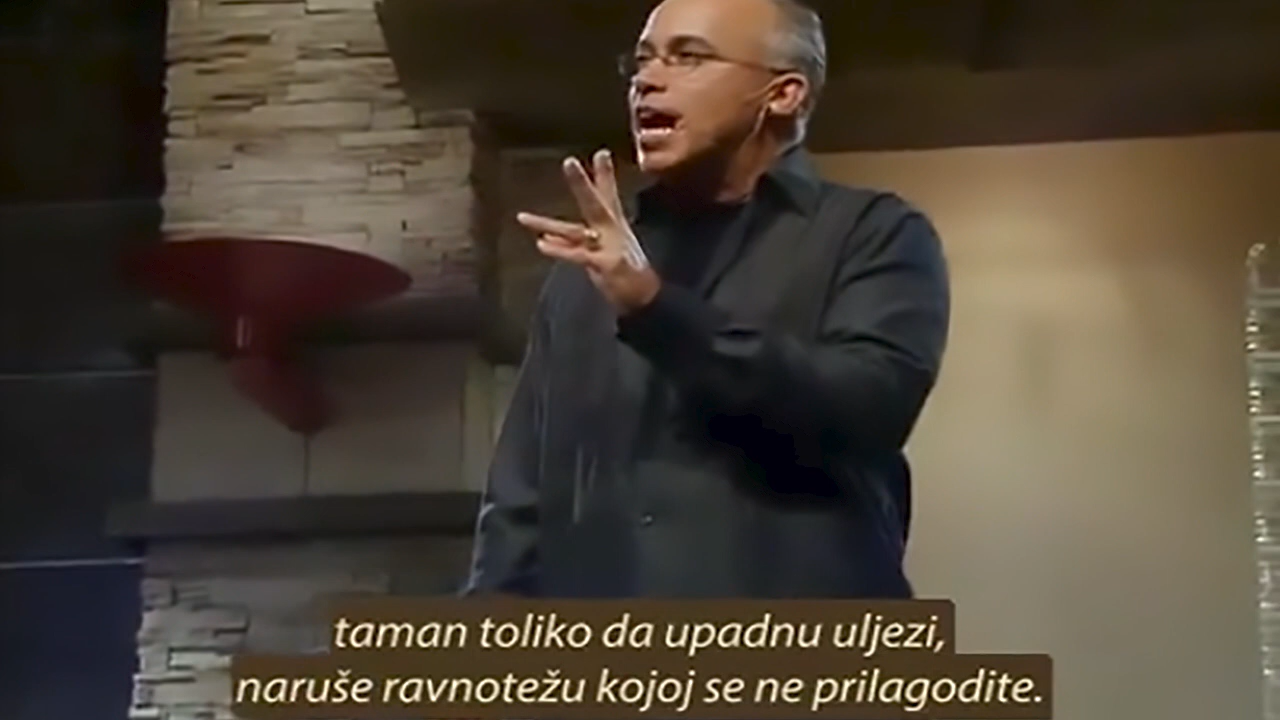 taman toliko da upadnu uljezi,
naruše ravnotežu kojoj se ne prilagodite.